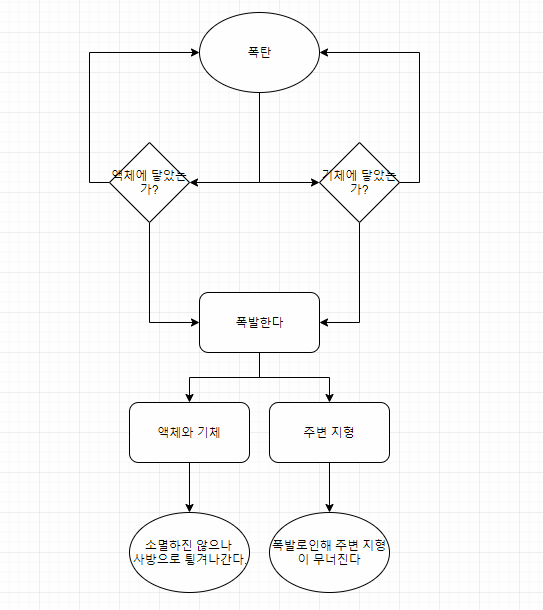 폭탄
액체에 닿았는
가?
기체에 닿았는
가?
폭발한다
액체와 기체
주변 지형
소멸하진 않으나
사방으로 튕겨나간다.
폭발로인해 주변 지형
이 무너진다